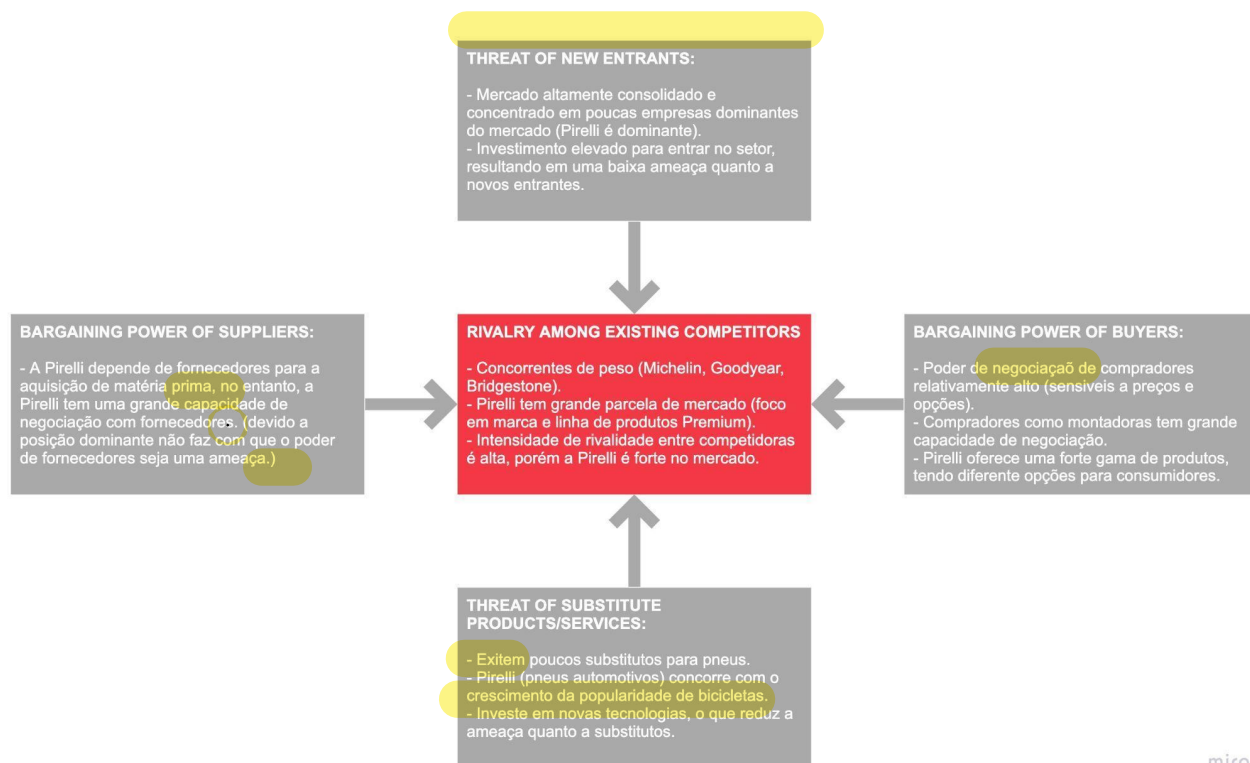 THREAT OF NEW ENTRANTS:
- Mercado altamente consolidado e
concentrado em poucas empresas dominantes
do mercado (Pirelli é dominante).
- Investimento elevado para entrar no setor,
resultando em uma baixa ameaça quanto a
novos entrantes.
BARGAINING POWER OF SUPPLIERS:
- A Pirelli depende de fornecedores para a
aquisição de matéria prima, no entanto, a
Pirelli tem uma grande capacidade de
negociação com fornecedores. (devido a
posição dominante não faz com que o poder
de fornecedores seja uma ameaça.)
RIVALRY AMONG EXISTING COMPETITORS
- Concorrentes de peso (Michelin, Goodyear,
Bridgestone).
- Pirelli tem grande parcela de mercado (foco
em marca e linha de produtos Premium).
- Intensidade de rivalidade entre competidoras
é alta, porém a Pirelli é forte no mercado.
BARGAINING POWER OF BUYERS:
- Poder de negociaçaõ de compradores
relativamente alto (sensíveis a preços e
opções).
- Compradores como montadoras tem grande
capacidade de negociação.
- Pirelli oferece uma forte gama de produtos,
tendo diferente opções para consumidores.
THREAT OF SUBSTITUTE
PRODUCTS/SERVICES:
- Exitem poucos substitutos para pneus.
- Pirelli (pneus automotivos) concorre com o
crescimento da popularidade de bicicletas.
- Investe em novas tecnologias, o que reduz a
ameaça quanto a substitutos.
miro